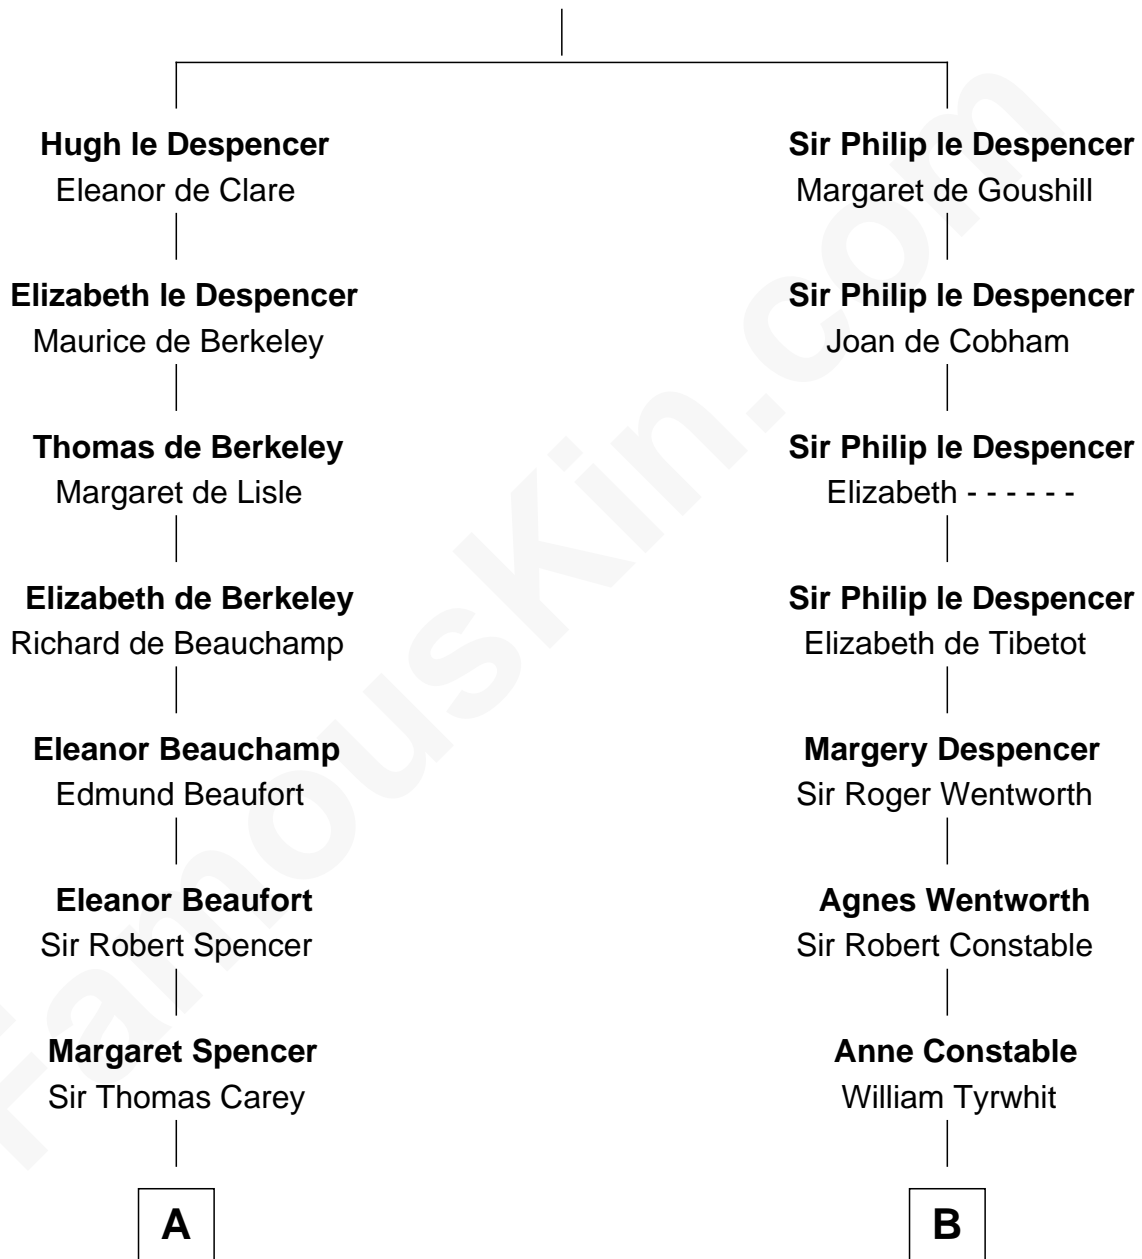 Hugh le Despencer
Eleanor de Clare
Elizabeth le Despencer
Maurice de Berkeley
Thomas de Berkeley
Margaret de Lisle
Elizabeth de Berkeley
Richard de Beauchamp
Eleanor Beauchamp
Edmund Beaufort
Eleanor Beaufort
Sir Robert Spencer
Margaret Spencer
Sir Thomas Carey
A
Sir Philip le Despencer
Margaret de Goushill
Sir Philip le Despencer
Joan de Cobham
Sir Philip le Despencer
Elizabeth - - - - - -
Sir Philip le Despencer
Elizabeth de Tibetot
Margery Despencer
Sir Roger Wentworth
Agnes Wentworth
Sir Robert Constable
Anne Constable
William Tyrwhit
B
FamousKin.com